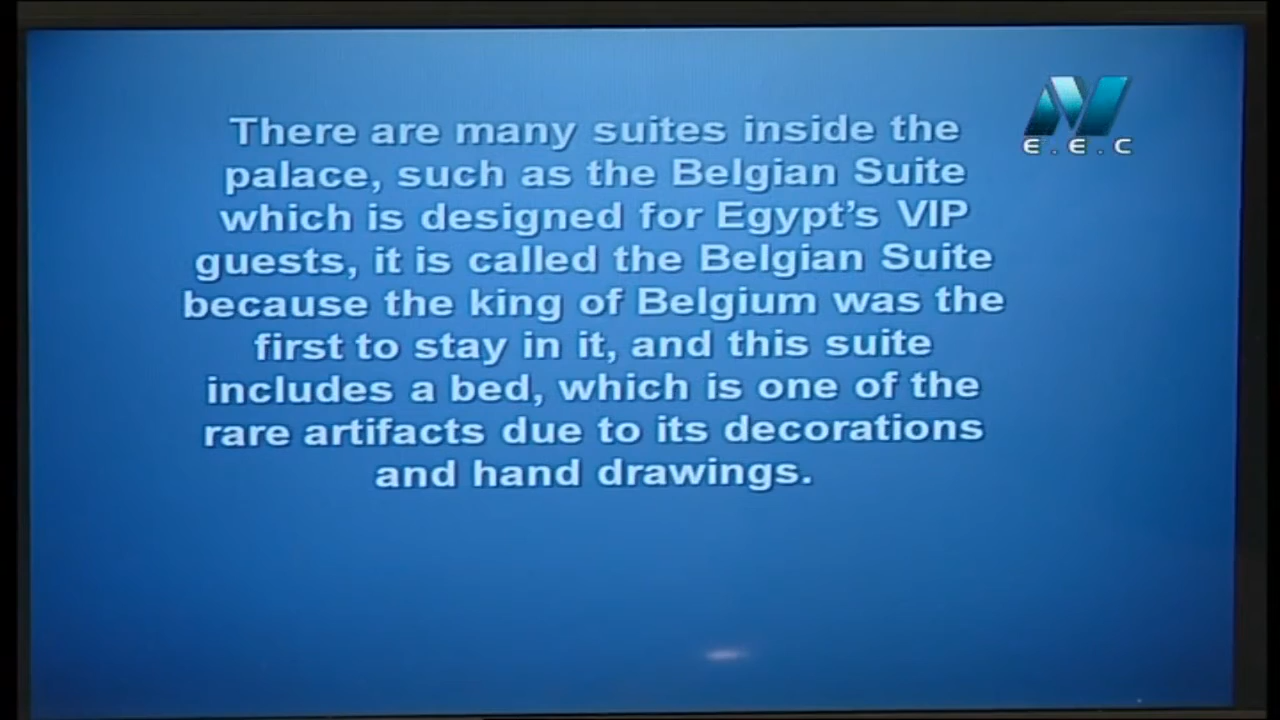 There are many suites inside the
palace, such as the Belgian Suite
which is designed for Egypt’s VIP
guests, it is called the Belgian Suite
because the king of Belgium was the
first to stay in it, and this suite
includes a bed, which is one of the
rare artifacts due to its decorations
and hand drawings.
E.E.C